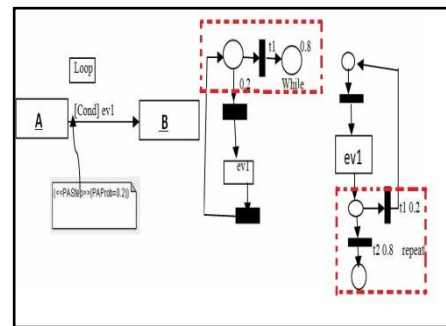 Loop
A
[Cond] ev1
B
{<<PAStep>>{PAProb=0.2)}
t1
0.8
While
0.2
ev1
ev1
t1 0.2
t2 0.8 repeat